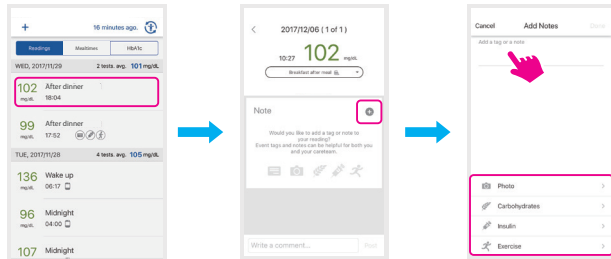 + 16 minutes ago.
Readings Mealtimes HbA1c
WED, 2017/11/29 2 tests. avg. 101 mg/dL
102 After dinner
mg/dL 18:04
99 After dinner
mg/dL 17:52
TUE, 2017/11/28 4 tests. avg. 105 mg/dL
136 Wake up
mg/dL 06:17
96 Midnight
mg/dL 04:00
107 Midnight
< 2017/12/06 ( 1 of 1 )
10:27 102 mg/dL
Breakfast after meal
Note
Would you like to add a tag or note to
your reading?
Event tags and notes can be helpful for both you
and your careteam.
Write a comment... Post
Cancel Add Notes Done
Add a tag or a note
Photo >
Carbohydrates >
Insulin >
Exercise >